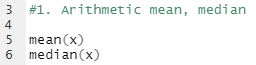 3 #1. Arithmetic mean, median
4
5 mean(x)
6 median(x)